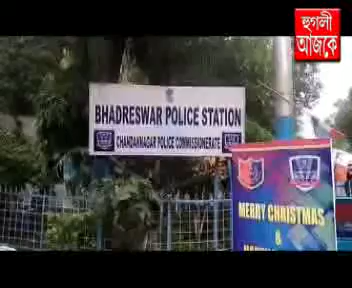 হুগলী
আজকে
BHADRESWAR POLICE STATION
CHANDANNAGAR POLICE COMMISSIONERATE
MERRY CHRISTMAS
&